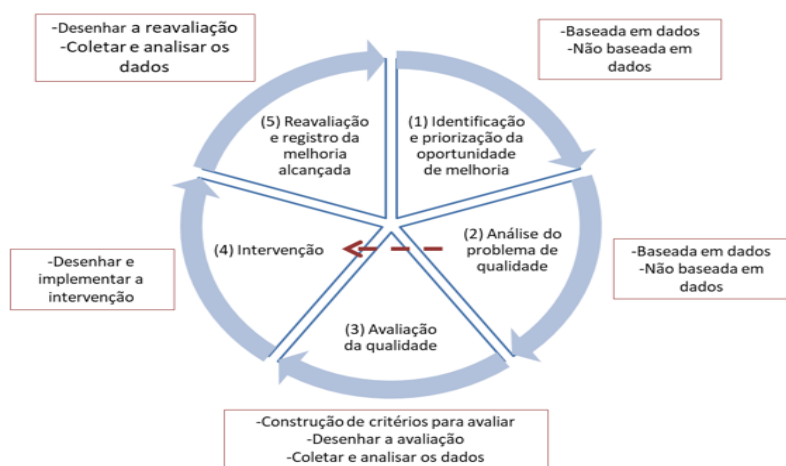 -Desenhar a reavaliação
-Coletar e analisar os
dados
-Baseada em dados
-Não baseada em
dados
(5) Reavaliação
e registro da
melhoria
alcançada
(1) Identificação
e priorização da
oportunidade
de melhoria
(4) Intervenção
(2) Análise do
problema de
qualidade
-Desenhar e
implementar a
intervenção
-Baseada em dados
-Não baseada em
dados
(3) Avaliação
da qualidade
-Construção de critérios para avaliar
-Desenhar a avaliação
-Coletar e analisar os dados